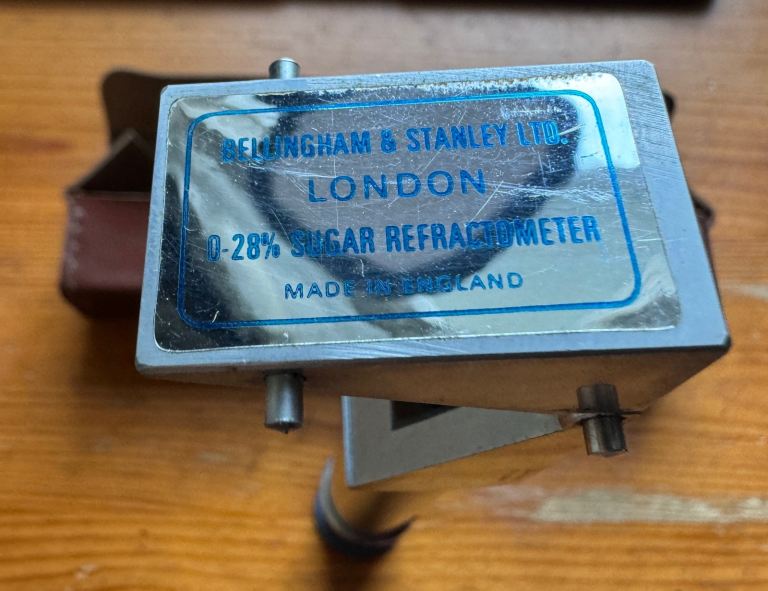 BELLINGHAM & STANLEY LTD.
LONDON
0-28% SUGAR REFRACTOMETER
MADE IN ENGLAND